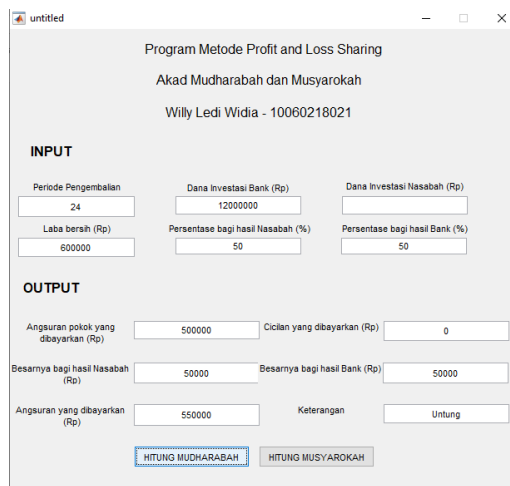 untitled
Program Metode Profit and Loss Sharing
Akad Mudharabah dan Musyarokah
Willy Ledi Widia - 10060218021
INPUT
Periode Pengembalian
24
Dana Investasi Bank (Rp)
12000000
Dana Investasi Nasabah (Rp)
Laba bersih (Rp)
600000
Persentase bagi hasil Nasabah (%)
50
Persentase bagi hasil Bank (%)
50
OUTPUT
Angsuran pokok yang
dibayarkan (Rp)
500000
Cicilan yang dibayarkan (Rp)
0
Besarnya bagi hasil Nasabah
(Rp)
50000
Besarnya bagi hasil Bank (Rp)
50000
Angsuran yang dibayarkan
(Rp)
550000
Keterangan
Untung
HITUNG MUDHARABAH
HITUNG MUSYAROKAH